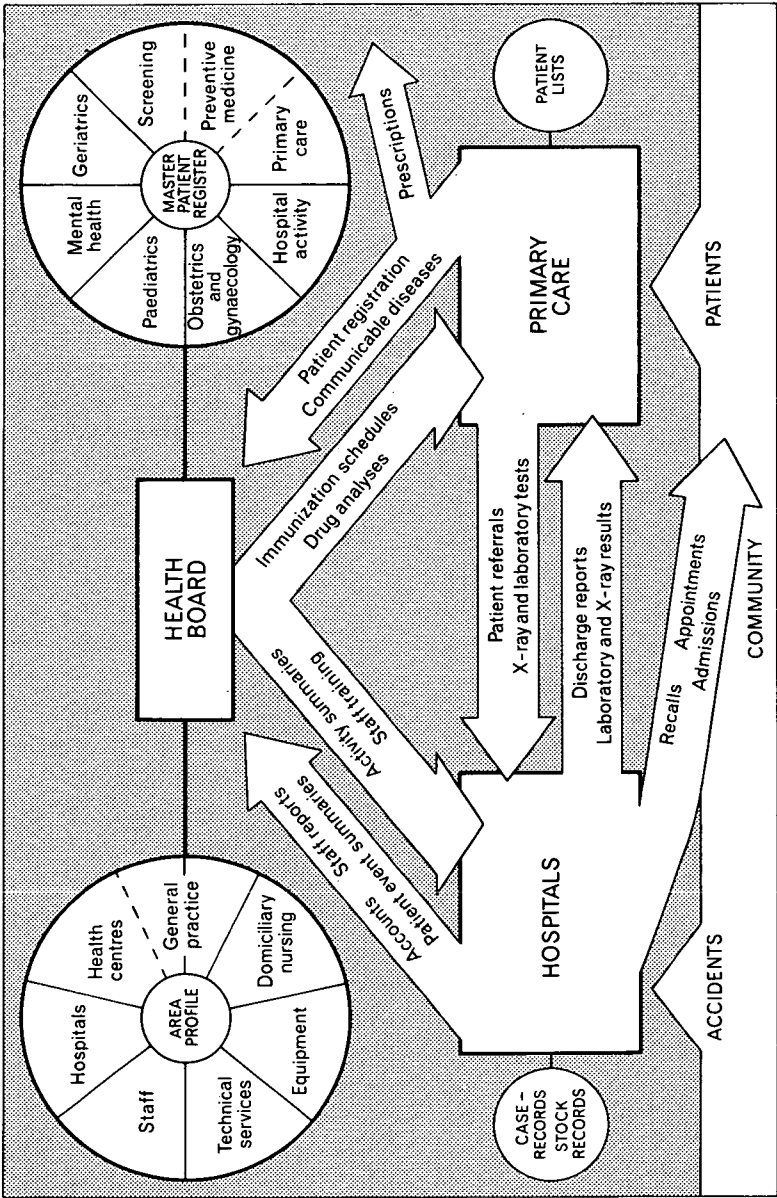 Hospitals
Health
centres
General
practice
Domiciliary
nursing
Equipment
Technical
services
Staff
AREA
PROFILE
HEALTH
BOARD
Mental
health
Geriatrics
Screening
Preventive
medicine
Primary
care
Hospital
activity
Obstetrics
and
gynaecology
Paediatrics
MASTER
PATIENT
REGISTER
Accounts Staff reports
Patient event summaries
Activity summaries
Staff training
Immunization schedules
Drug analyses
Patient registration
Communicable diseases
Prescriptions
CASE-
RECORDS
STOCK
RECORDS
HOSPITALS
Patient referrals
X-ray and laboratory tests
Discharge reports
Laboratory and X-ray results
PRIMARY
CARE
PATIENT
LISTS
Recalls Appointments
Admissions
ACCIDENTS
COMMUNITY
PATIENTS